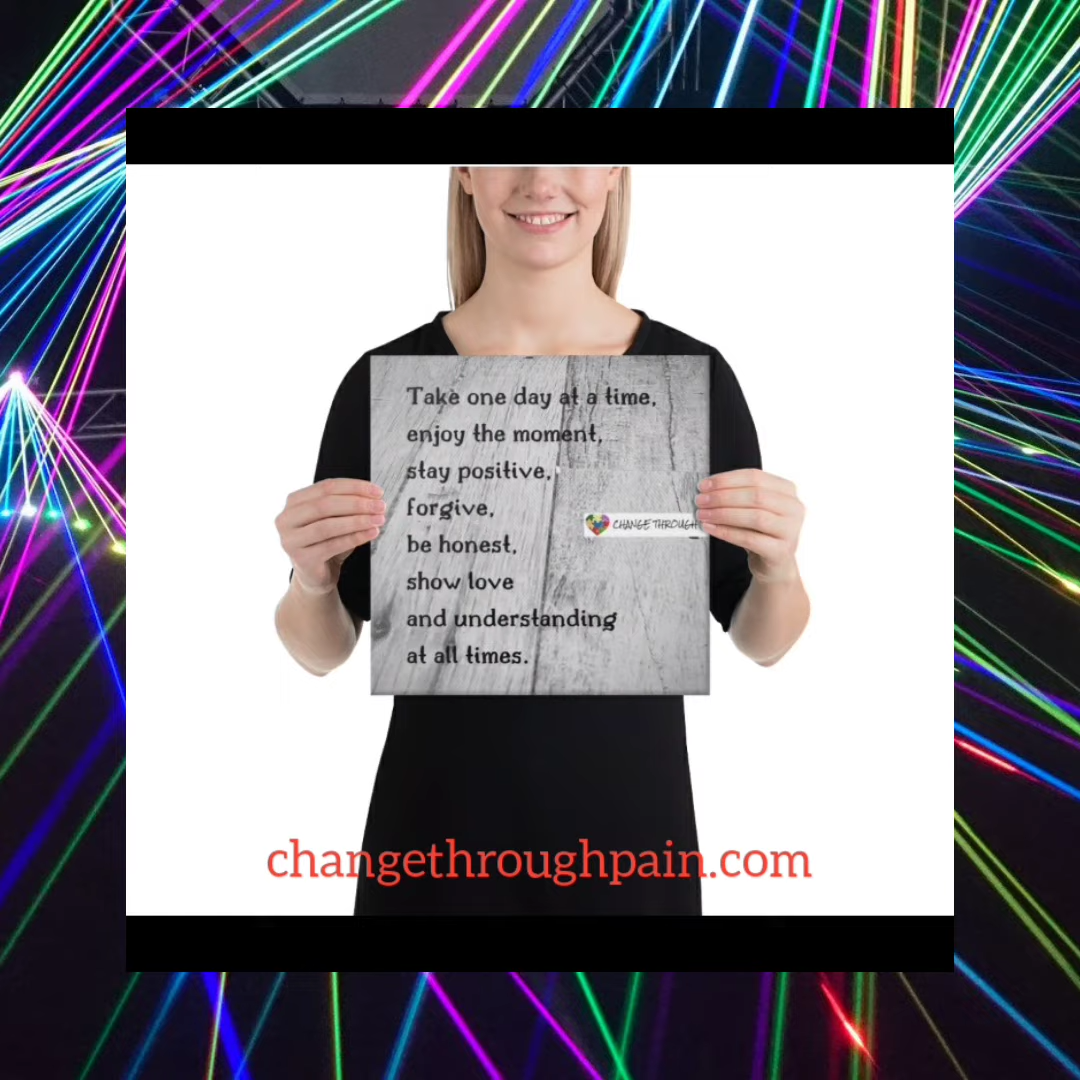 Take one day at a time,
enjoy the moment,
stay positive,
forgive,
be honest,
show love
and understanding
at all times.
CHANGE THROUGH
changethroughpain.com